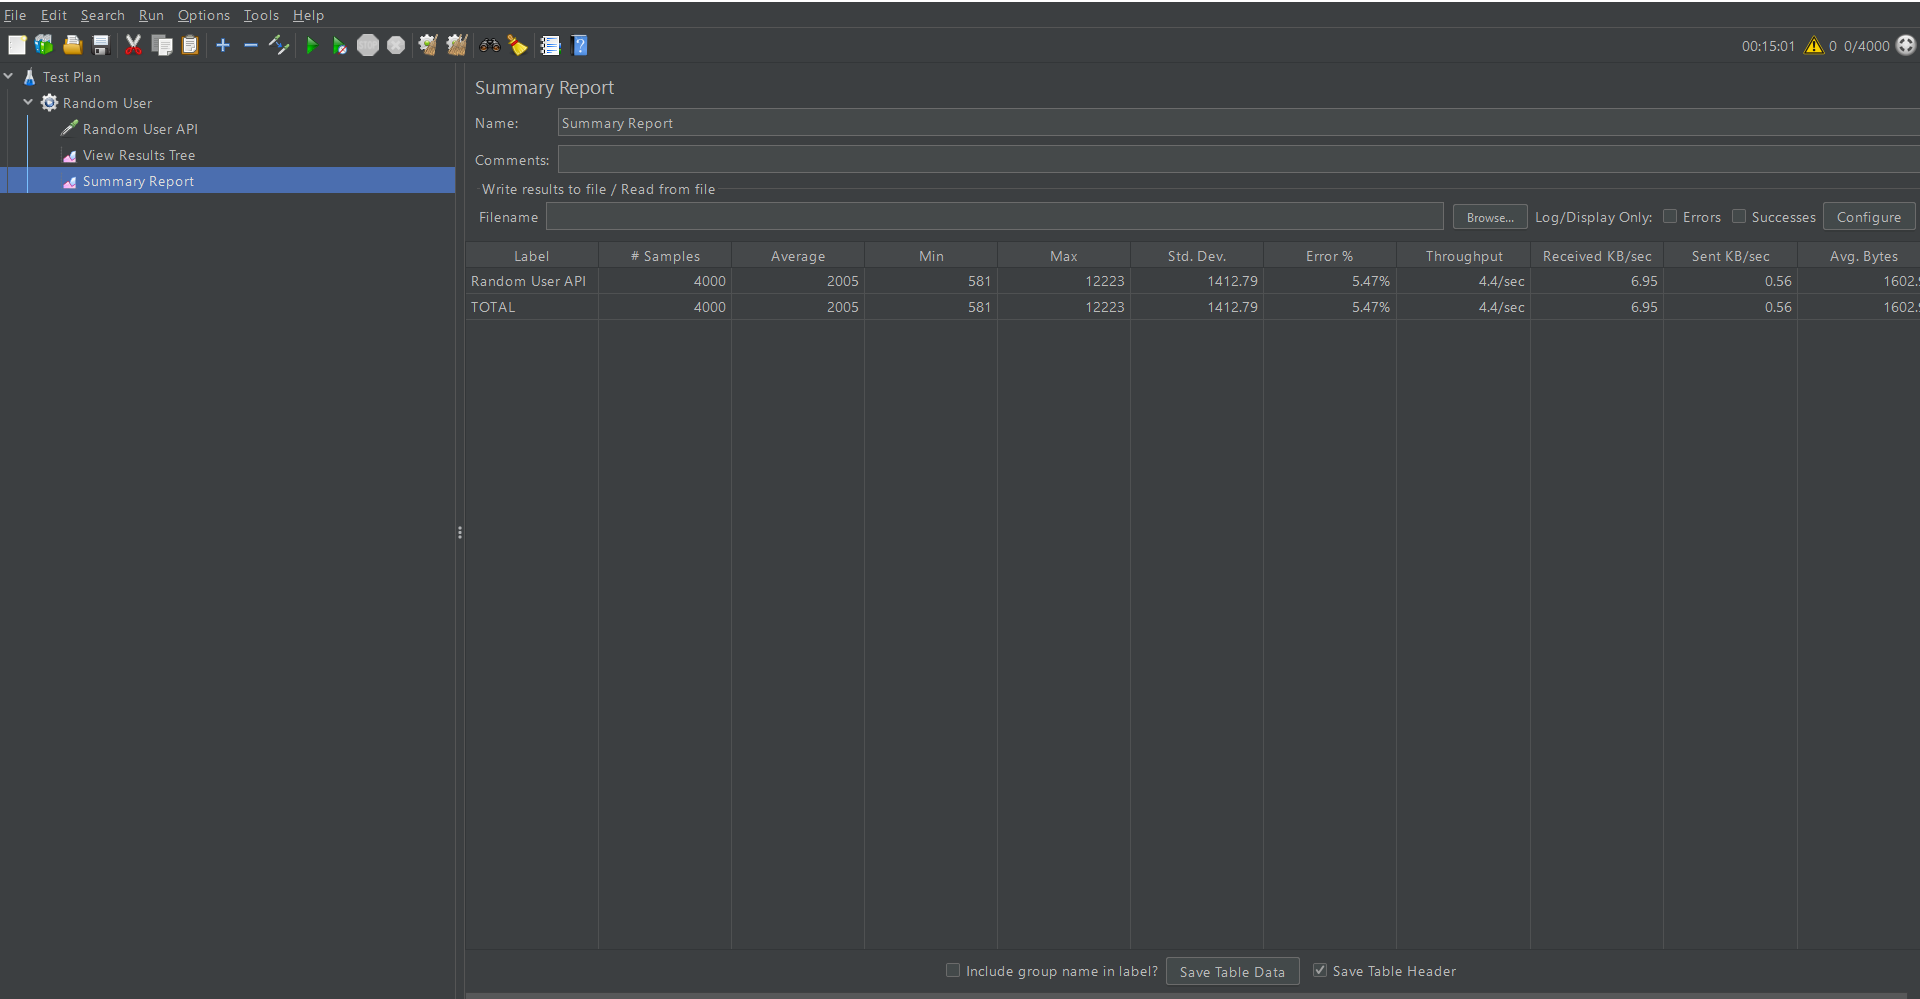 File Edit Search Run Options Tools Help
00:15:01 0 0/4000
Test Plan
Random User
Random User API
View Results Tree
Summary Report
Summary Report
Name: Summary Report
Comments:
Write results to file / Read from file
Filename Browse... Log/Display Only: Errors Successes Configure
Label # Samples Average Min Max Std. Dev. Error % Throughput Received KB/sec Sent KB/sec Avg. Bytes
Random User API 4000 2005 581 12223 1412.79 5.47% 4.4/sec 6.95 0.56 1602.
TOTAL 4000 2005 581 12223 1412.79 5.47% 4.4/sec 6.95 0.56 1602.
Include group name in label? Save Table Data Save Table Header